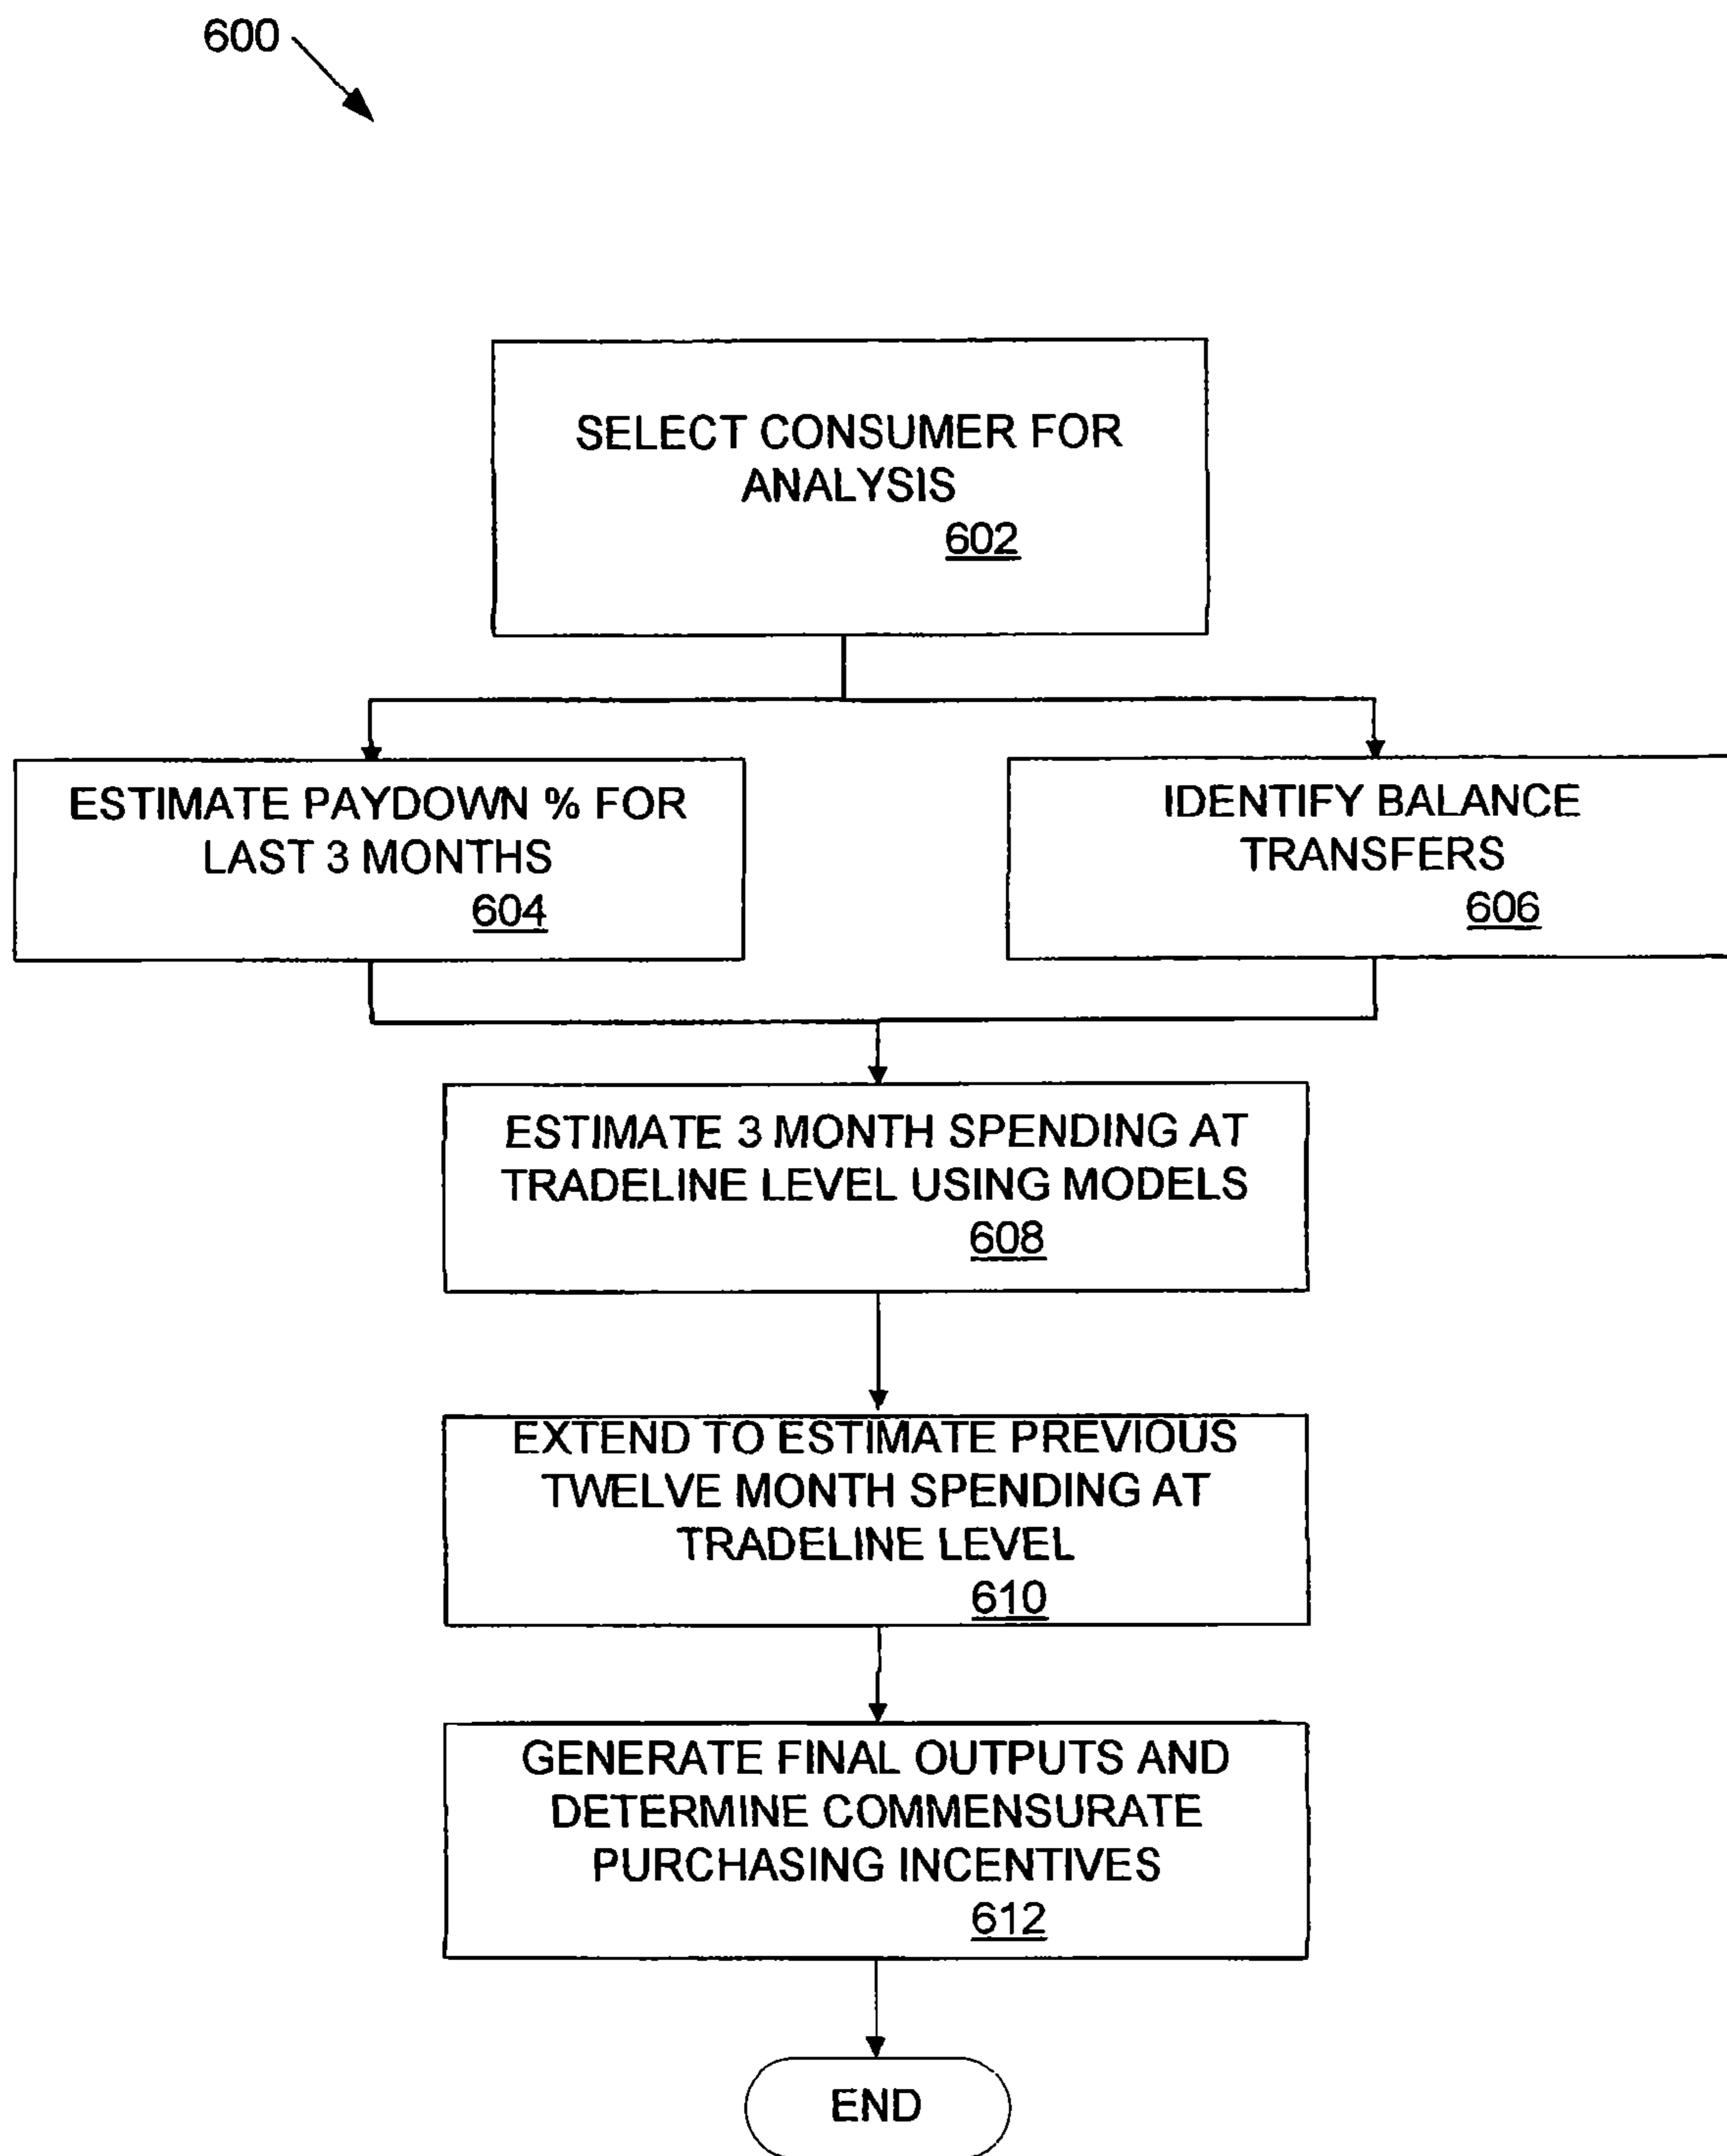 600
SELECT CONSUMER FOR
ANALYSIS
602
ESTIMATE PAYDOWN % FOR
LAST 3 MONTHS
604
IDENTIFY BALANCE
TRANSFERS
606
ESTIMATE 3 MONTH SPENDING AT
TRADELINE LEVEL USING MODELS
608
EXTEND TO ESTIMATE PREVIOUS
TWELVE MONTH SPENDING AT
TRADELINE LEVEL
610
GENERATE FINAL OUTPUTS AND
DETERMINE COMMENSURATE
PURCHASING INCENTIVES
612
END